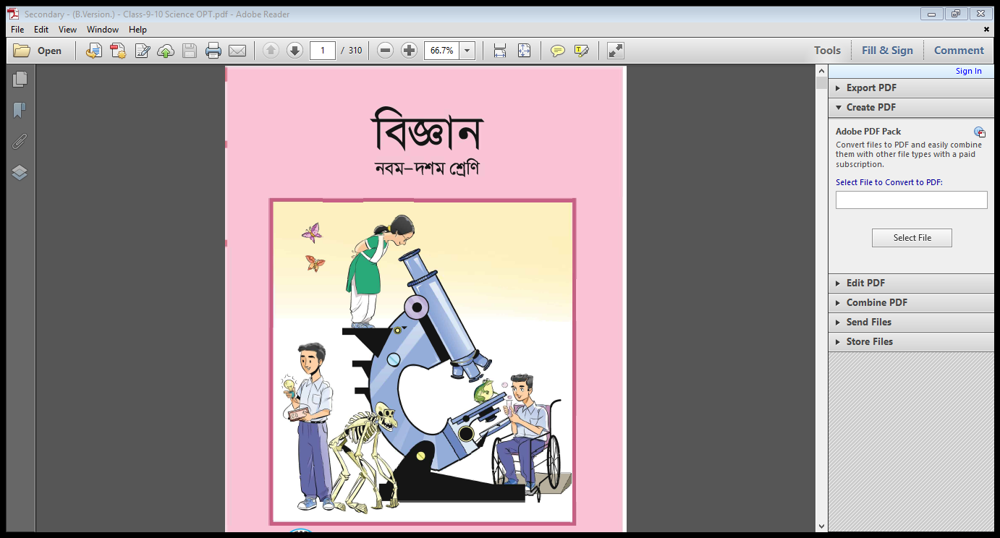 Secondary - (B.Version.) - Class-9-10 Science OPT.pdf - Adobe Reader
File Edit View Window Help
Open 1 / 310 66.7% Tools Fill & Sign Comment
Sign In
Export PDF
Create PDF
Adobe PDF Pack
Convert files to PDF and easily combine
them with other file types with a paid
subscription.
Select File to Convert to PDF:
Select File
Edit PDF
Combine PDF
Send Files
Store Files
বিজ্ঞান
নবম-দশম শ্রেণি